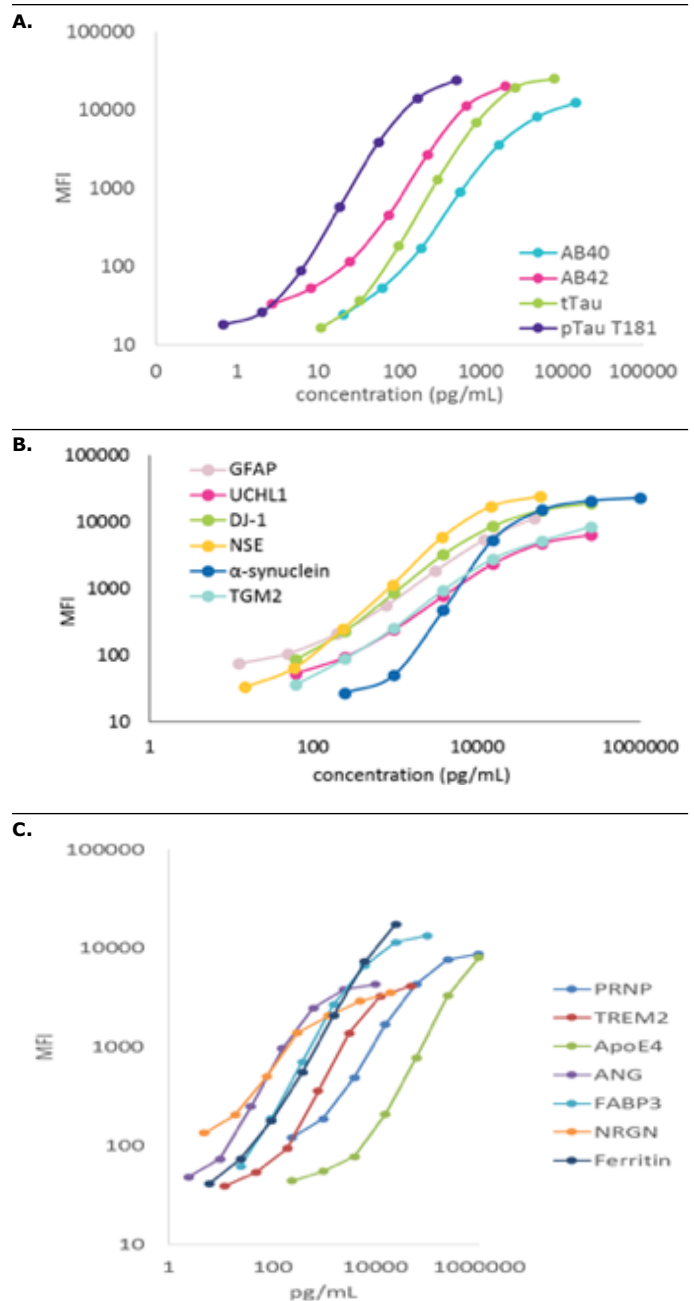 A.
100000
10000
1000
100
10
MFI
AB40
AB42
tTau
pTau T181
0 1 10 100 1000 10000 100000
concentration (pg/mL)
B.
100000
10000
1000
100
10
MFI
GFAP
UCHL1
DJ-1
NSE
α-synuclein
TGM2
1 100 10000 1000000
concentration (pg/mL)
C.
100000
10000
1000
100
10
MFI
PRNP
TREM2
ApoE4
ANG
FABP3
NRGN
Ferritin
1 100 10000 1000000
pg/mL